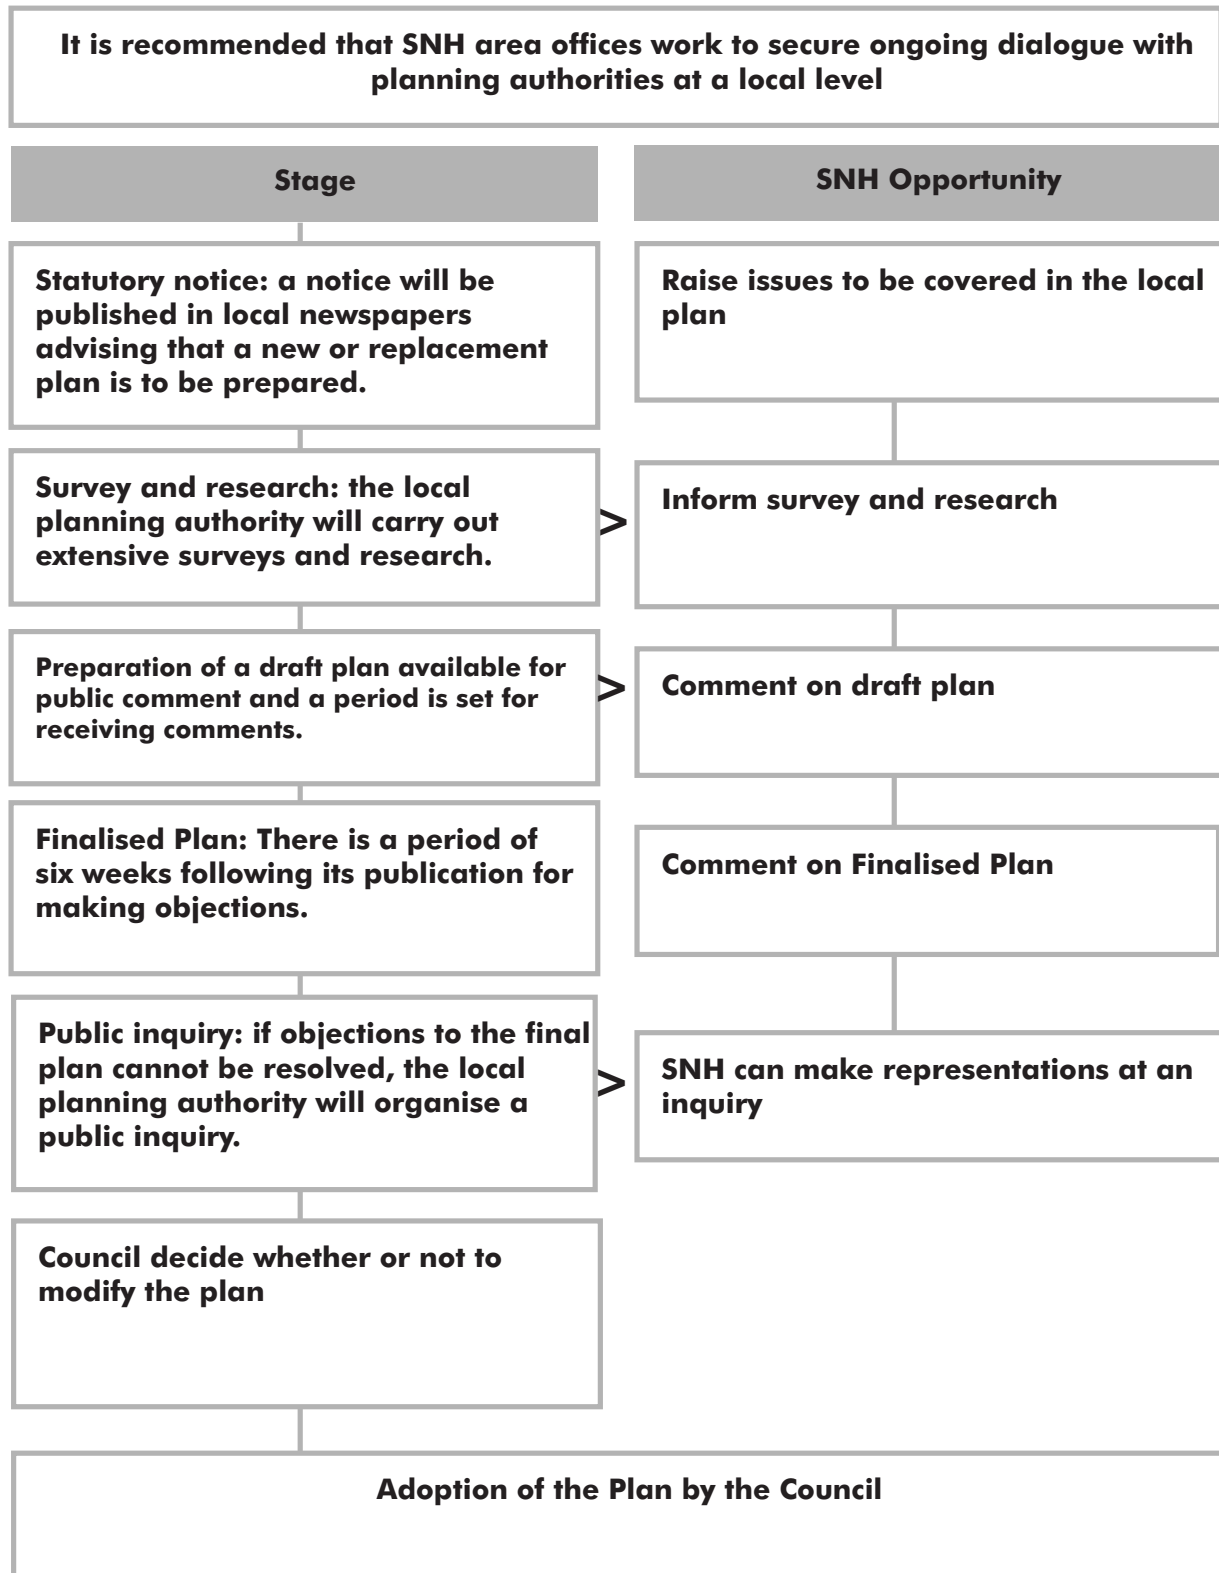 It is recommended that SNH area offices work to secure ongoing dialogue with
planning authorities at a local level
Stage
SNH Opportunity
Statutory notice: a notice will be
published in local newspapers
advising that a new or replacement
plan is to be prepared.
Raise issues to be covered in the local
plan
Survey and research: the local
planning authority will carry out
extensive surveys and research.
>
Inform survey and research
Preparation of a draft plan available for
public comment and a period is set for
receiving comments.
>
Comment on draft plan
Finalised Plan: There is a period of
six weeks following its publication for
making objections.
Comment on Finalised Plan
Public inquiry: if objections to the final
plan cannot be resolved, the local
planning authority will organise a
public inquiry.
>
SNH can make representations at an
inquiry
Council decide whether or not to
modify the plan
Adoption of the Plan by the Council